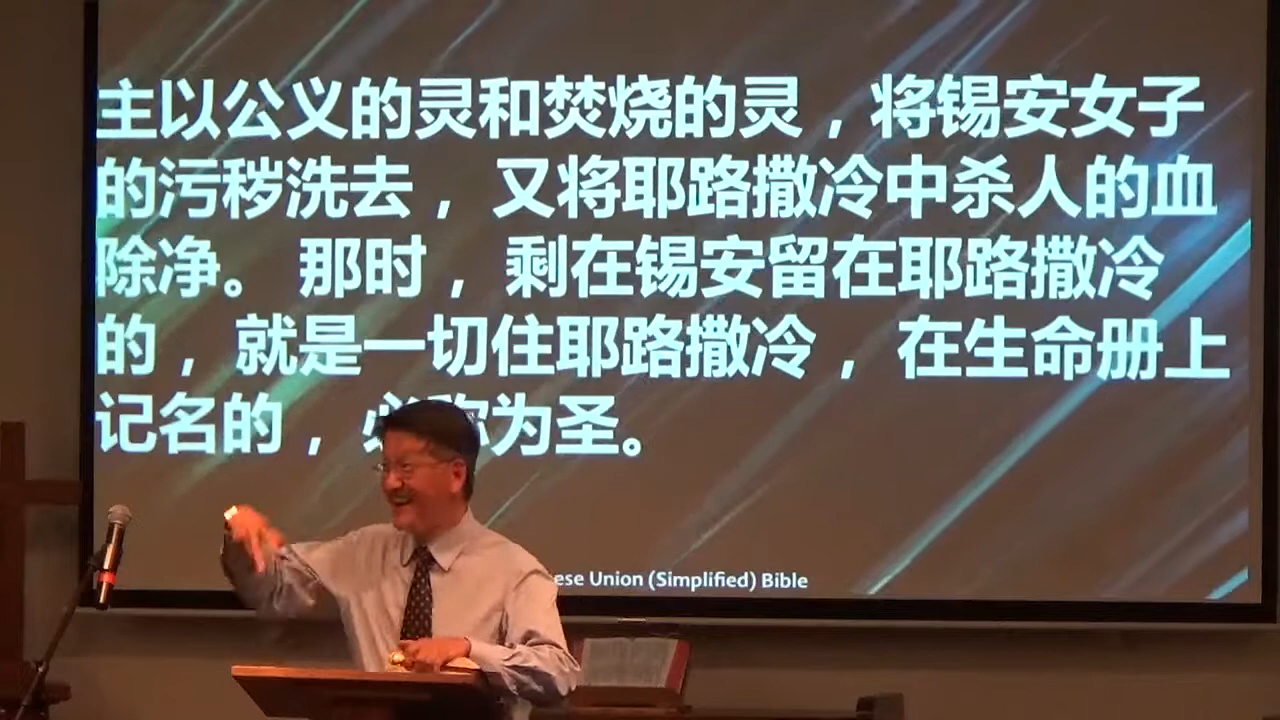 主以公义的灵和焚烧的灵，将锡安女子
的污秽洗去，又将耶路撒冷中杀人的血
除净。那时，剩在锡安留在耶路撒冷
的，就是一切住耶路撒冷，在生命册上
记名的，必称为圣。
ese Union (Simplified) Bible